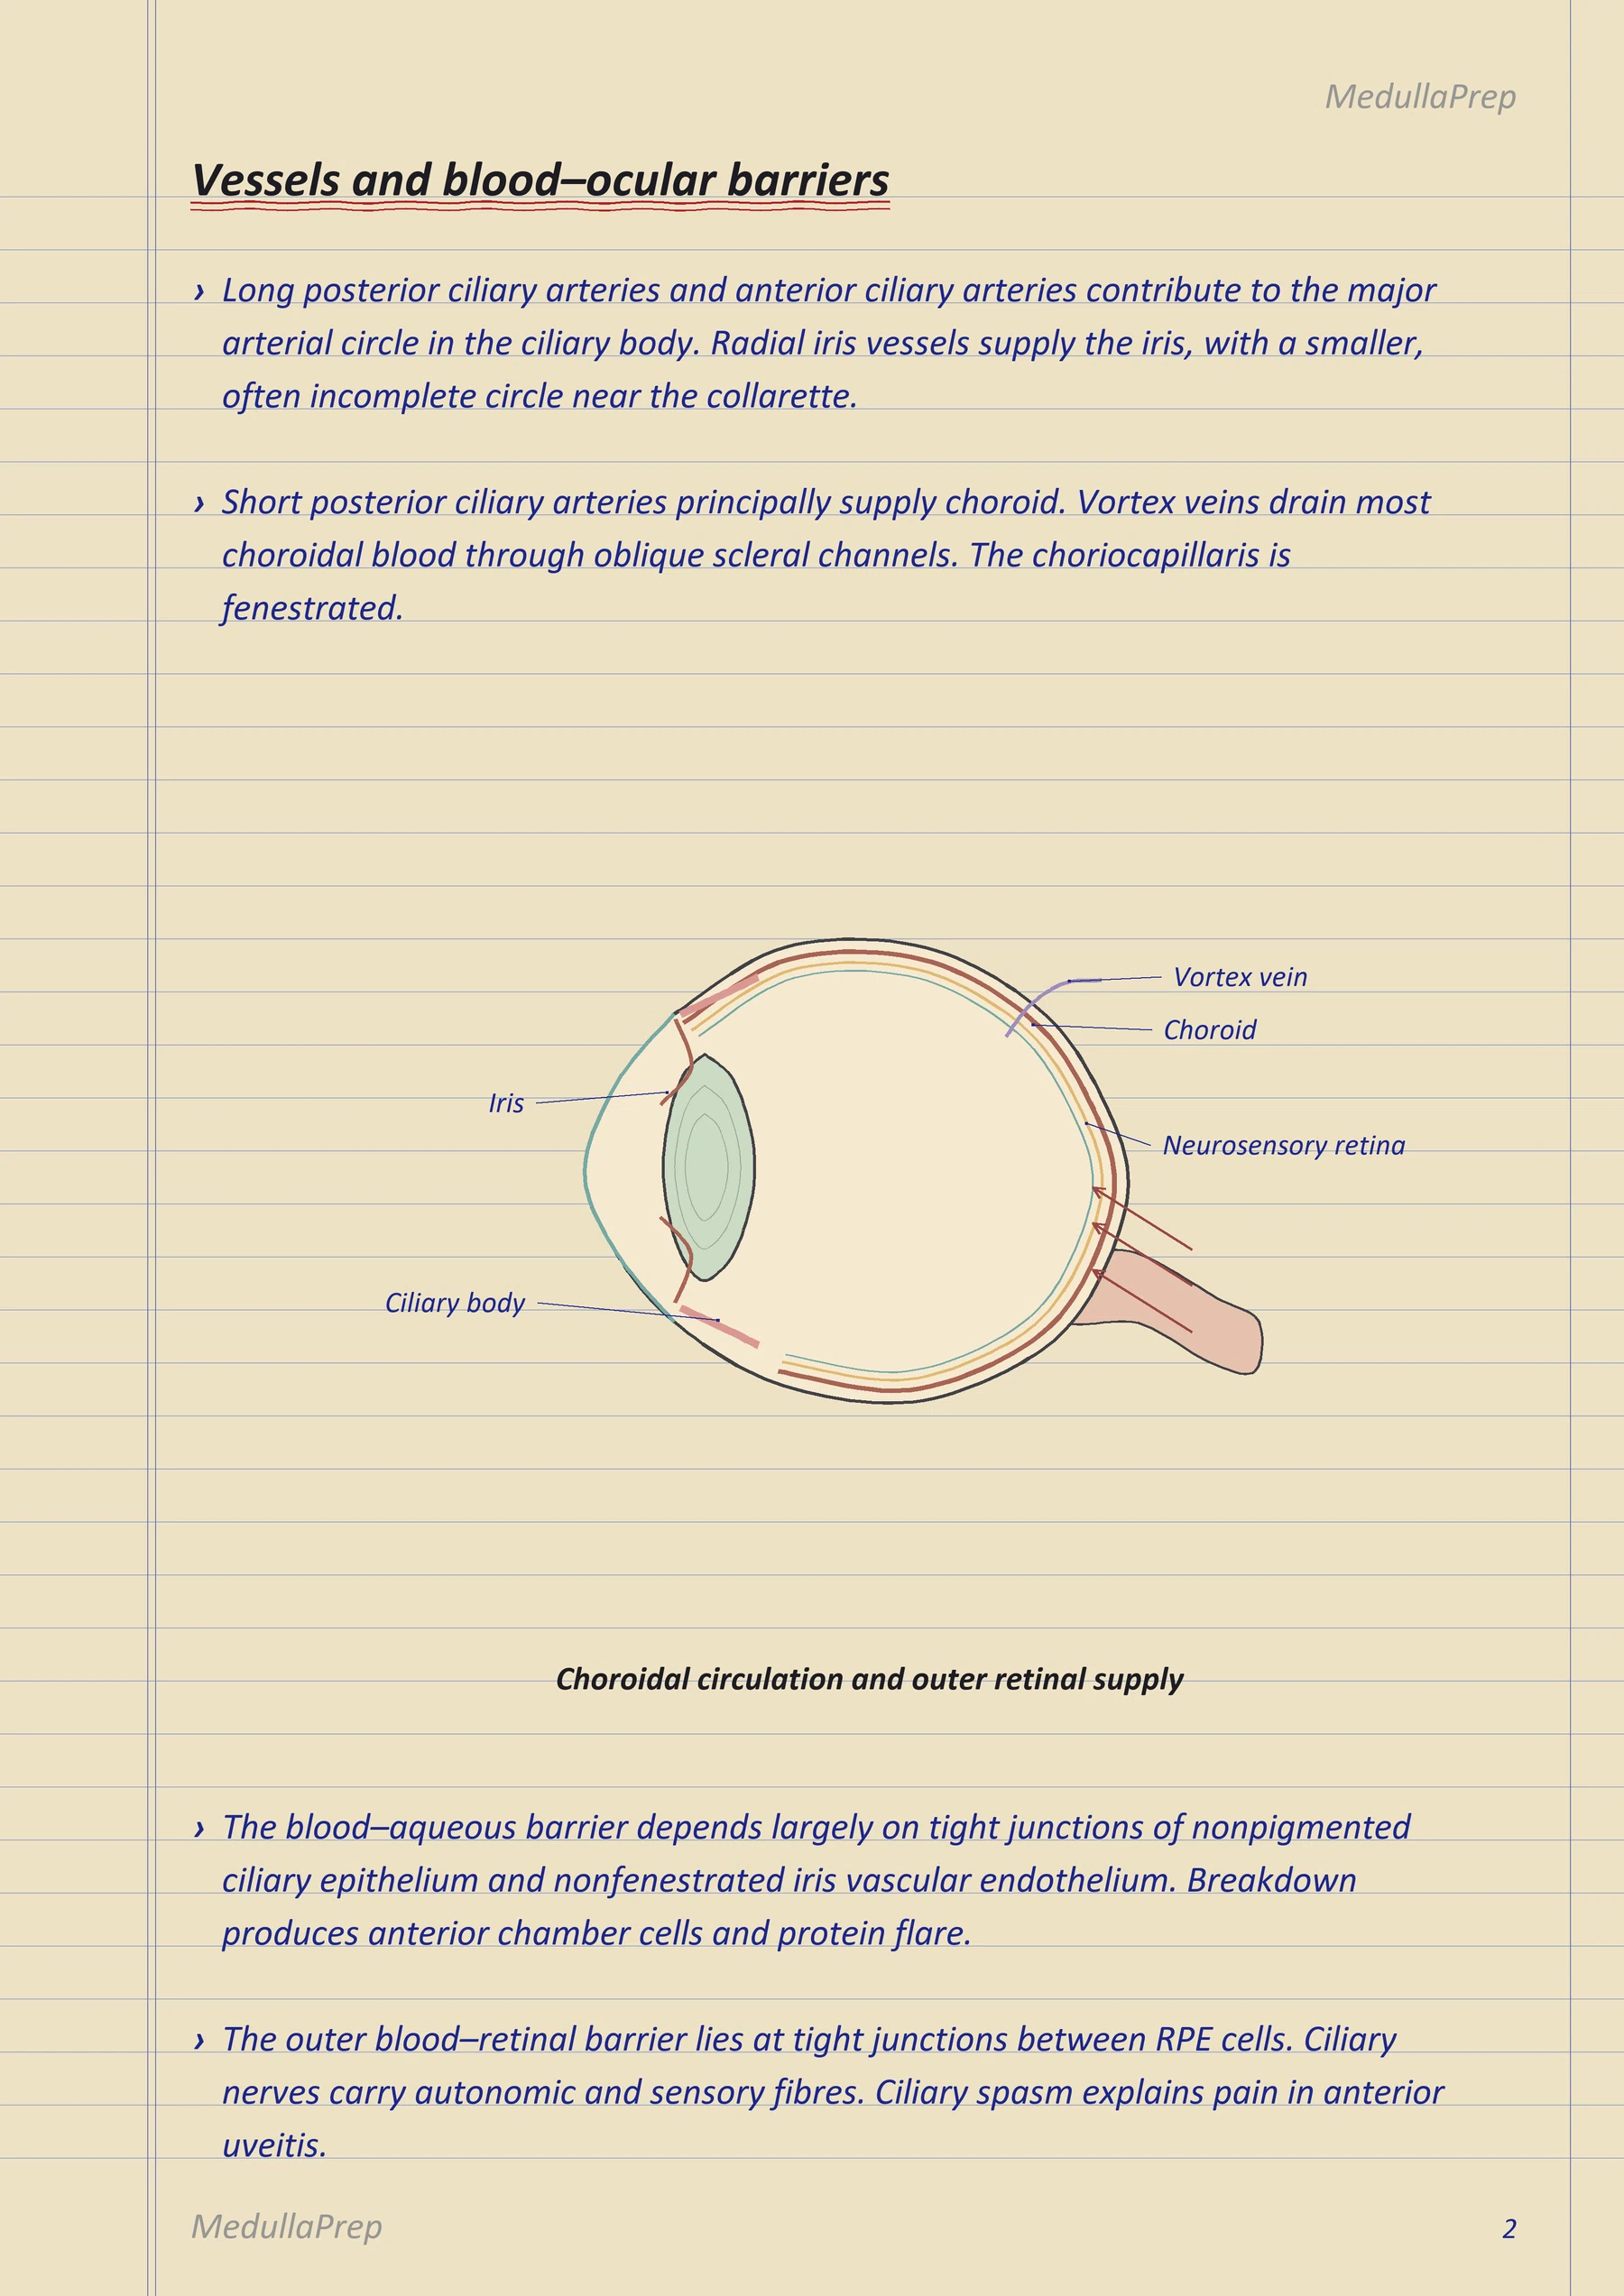 MedullaPrep
Vessels and blood–ocular barriers
› Long posterior ciliary arteries and anterior ciliary arteries contribute to the major
arterial circle in the ciliary body. Radial iris vessels supply the iris, with a smaller,
often incomplete circle near the collarette.
› Short posterior ciliary arteries principally supply choroid. Vortex veins drain most
choroidal blood through oblique scleral channels. The choriocapillaris is
fenestrated.
Vortex vein
Choroid
Iris
Neurosensory retina
Ciliary body
Choroidal circulation and outer retinal supply
› The blood–aqueous barrier depends largely on tight junctions of nonpigmented
ciliary epithelium and nonfenestrated iris vascular endothelium. Breakdown
produces anterior chamber cells and protein flare.
› The outer blood–retinal barrier lies at tight junctions between RPE cells. Ciliary
nerves carry autonomic and sensory fibres. Ciliary spasm explains pain in anterior
uveitis.
MedullaPrep
2